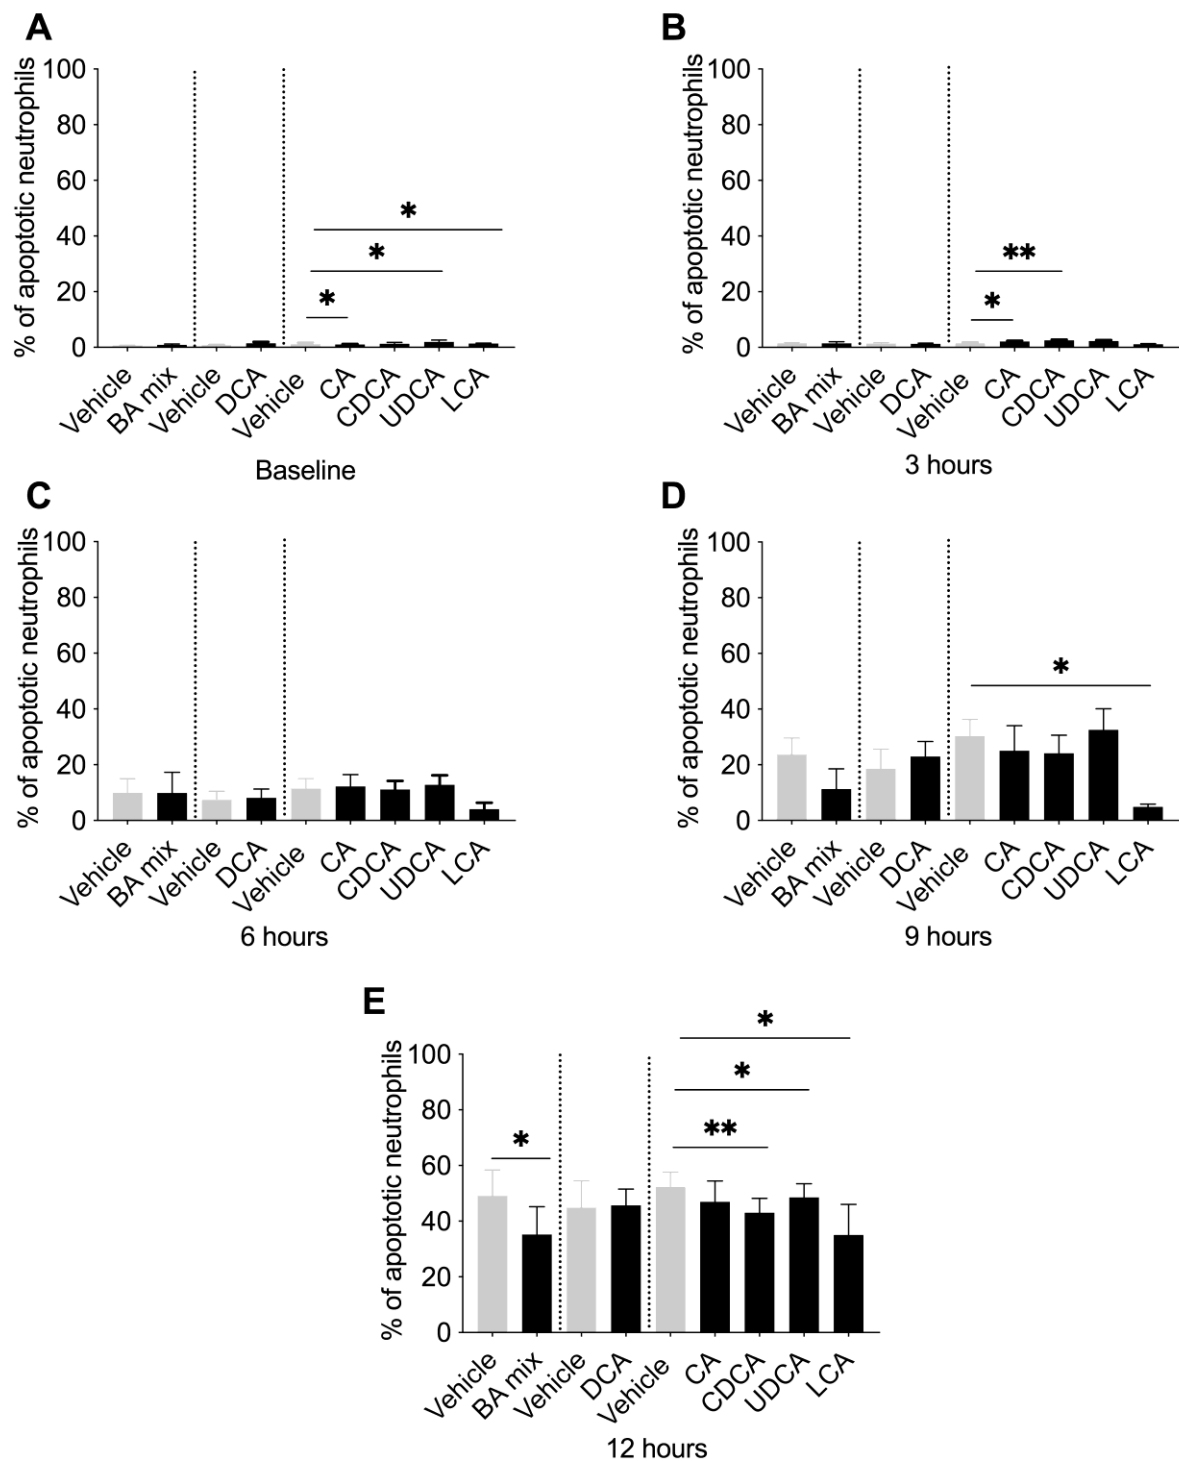 A
% of apoptotic neutrophils
100
80
60
40
20
0
*
*
*
Vehicle
BA mix
Vehicle
DCA
Vehicle
CA
CDCA
UDCA
LCA
Baseline
B
% of apoptotic neutrophils
100
80
60
40
20
0
**
*
Vehicle
BA mix
Vehicle
DCA
Vehicle
CA
CDCA
UDCA
LCA
3 hours
C
% of apoptotic neutrophils
100
80
60
40
20
0
Vehicle
BA mix
Vehicle
DCA
Vehicle
CA
CDCA
UDCA
LCA
6 hours
D
% of apoptotic neutrophils
100
80
60
40
20
0
*
Vehicle
BA mix
Vehicle
DCA
Vehicle
CA
CDCA
UDCA
LCA
9 hours
E
% of apoptotic neutrophils
100
80
60
40
20
0
*
*
**
*
Vehicle
BA mix
Vehicle
DCA
Vehicle
CA
CDCA
UDCA
LCA
12 hours